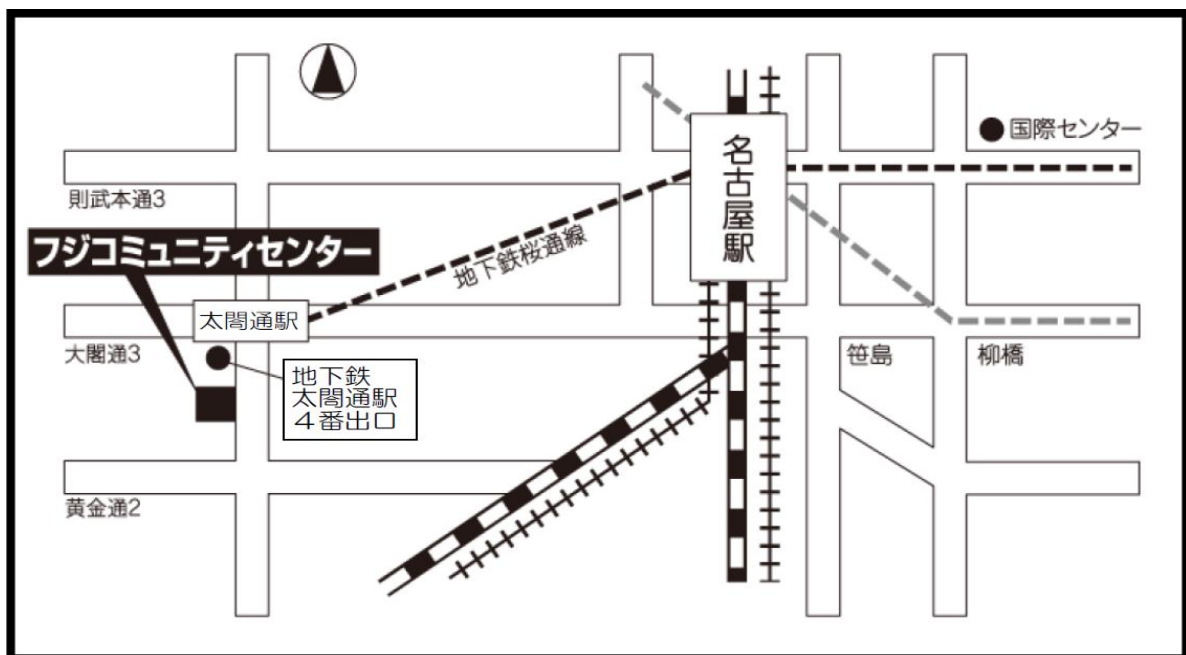 国際センター
名古屋駅
則武本通3
フジコミュニティセンター
地下鉄桜通線
太閤通駅
大閣通3
地下鉄
太閤通駅
4番出口
笹島
柳橋
黄金通2